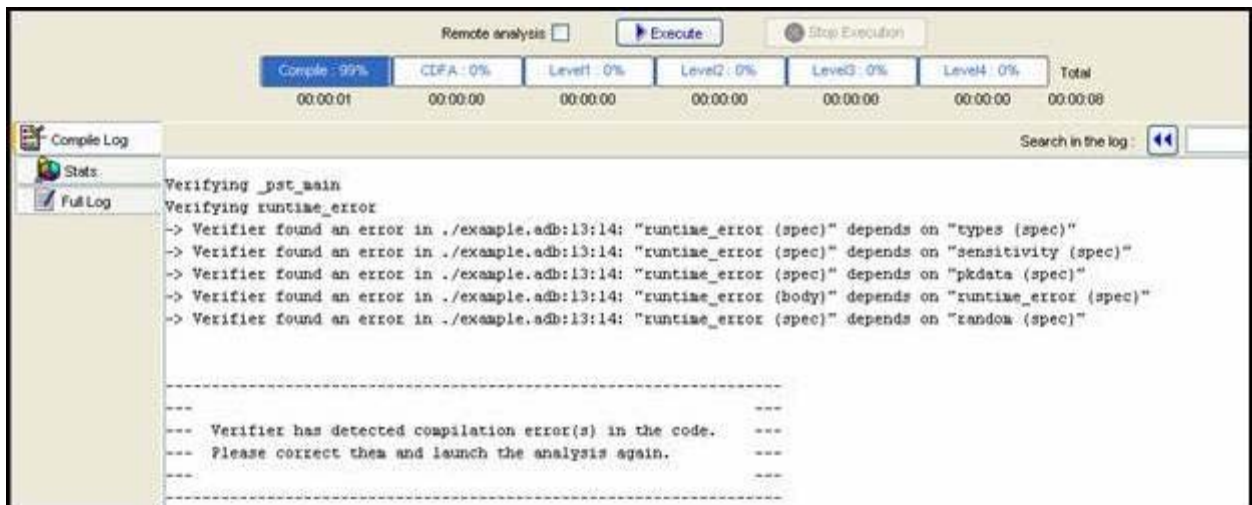 Remote analysis Execute Stop Execution
Compile : 99% CDFA : 0% Level1 : 0% Level2 : 0% Level3 : 0% Level4 : 0% Total
00:00:01 00:00:00 00:00:00 00:00:00 00:00:00 00:00:00 00:00:08
Compile Log
Search in the log :
Stats
Full Log
Verifying _pst_main
Verifying runtime_error
-> Verifier found an error in ./example.adb:13:14: "runtime_error (spec)" depends on "types (spec)"
-> Verifier found an error in ./example.adb:13:14: "runtime_error (spec)" depends on "sensitivity (spec)"
-> Verifier found an error in ./example.adb:13:14: "runtime_error (spec)" depends on "pkdata (spec)"
-> Verifier found an error in ./example.adb:13:14: "runtime_error (body)" depends on "runtime_error (spec)"
-> Verifier found an error in ./example.adb:13:14: "runtime_error (spec)" depends on "random (spec)"
---------------------------------------------------------------------
--- ---
--- Verifier has detected compilation error(s) in the code. ---
--- Please correct them and launch the analysis again. ---
--- ---
---------------------------------------------------------------------